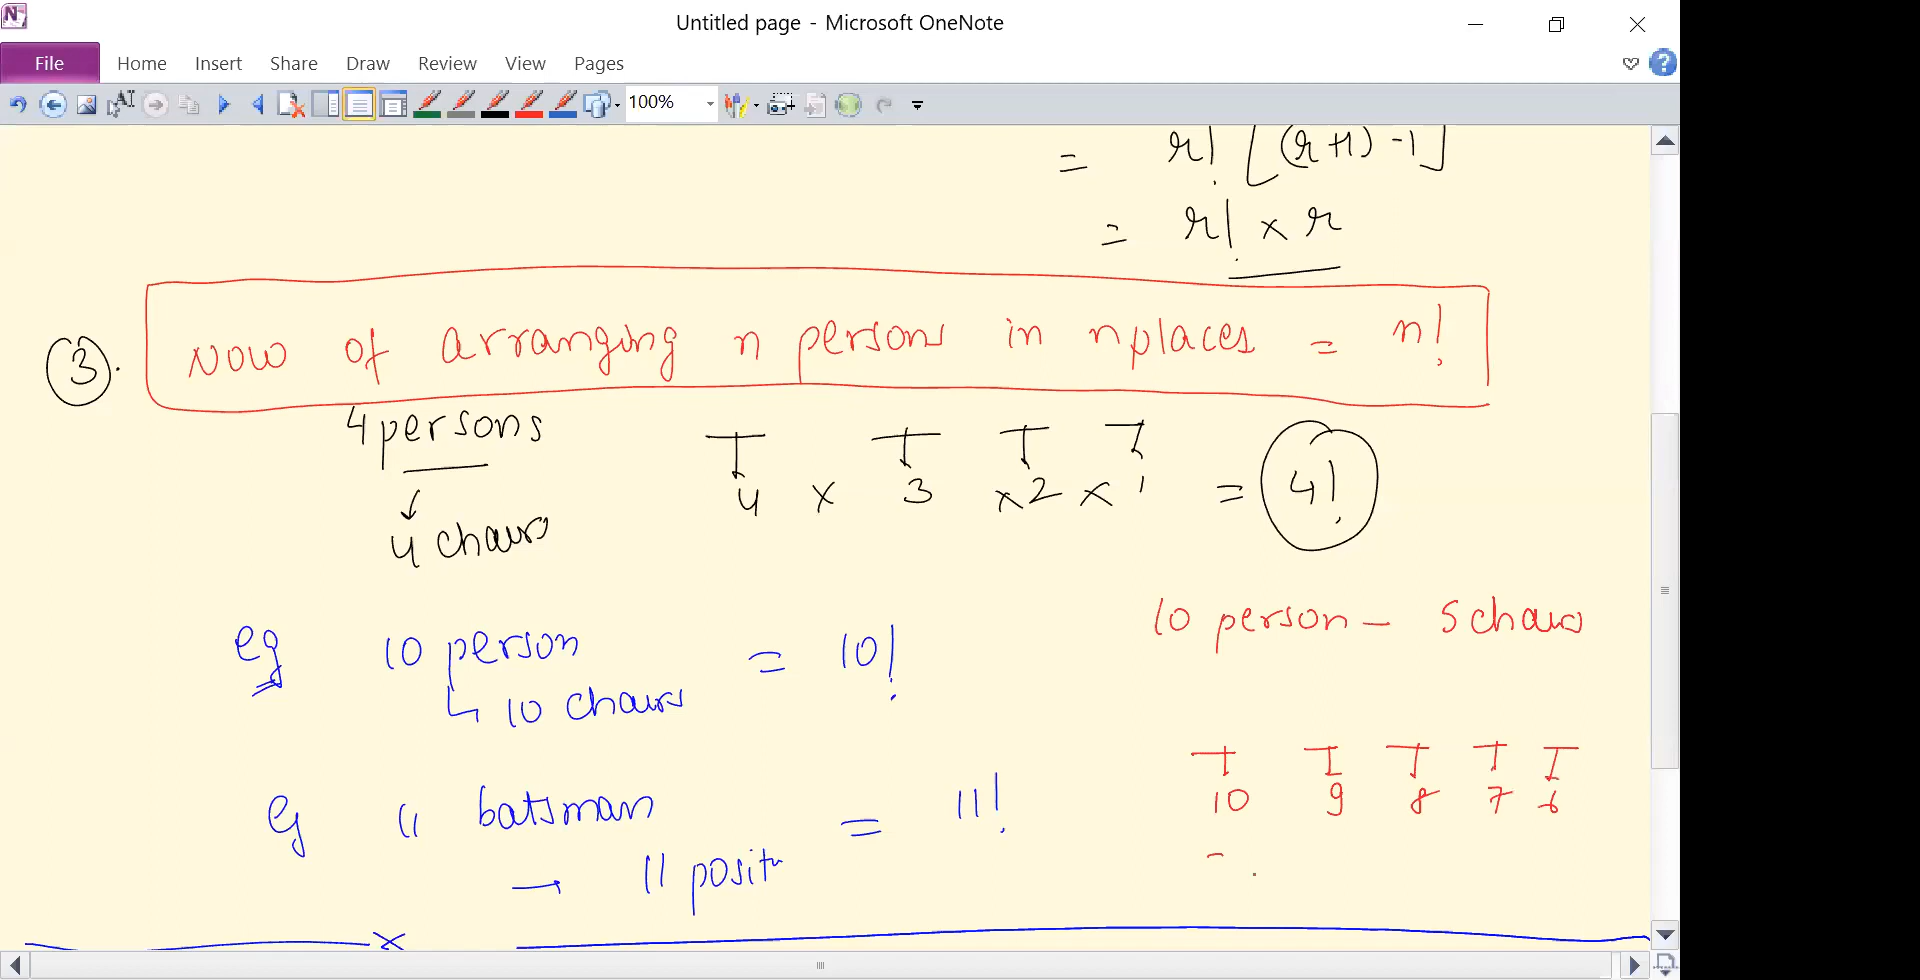 Untitled page - Microsoft OneNote
File Home Insert Share Draw Review View Pages
100%
= r! [(r+1) -1]
= r! × r
3. NOW of arranging n persons in n places = n!
4 persons
4 chairs
4 × 3 ×2 × 1 = 4!
eg 10 person = 10!
↳ 10 chairs
10 person - 5 chairs
10 9 8 7 6
=
eg 11 batsman = 11!
→ 11 posit
×